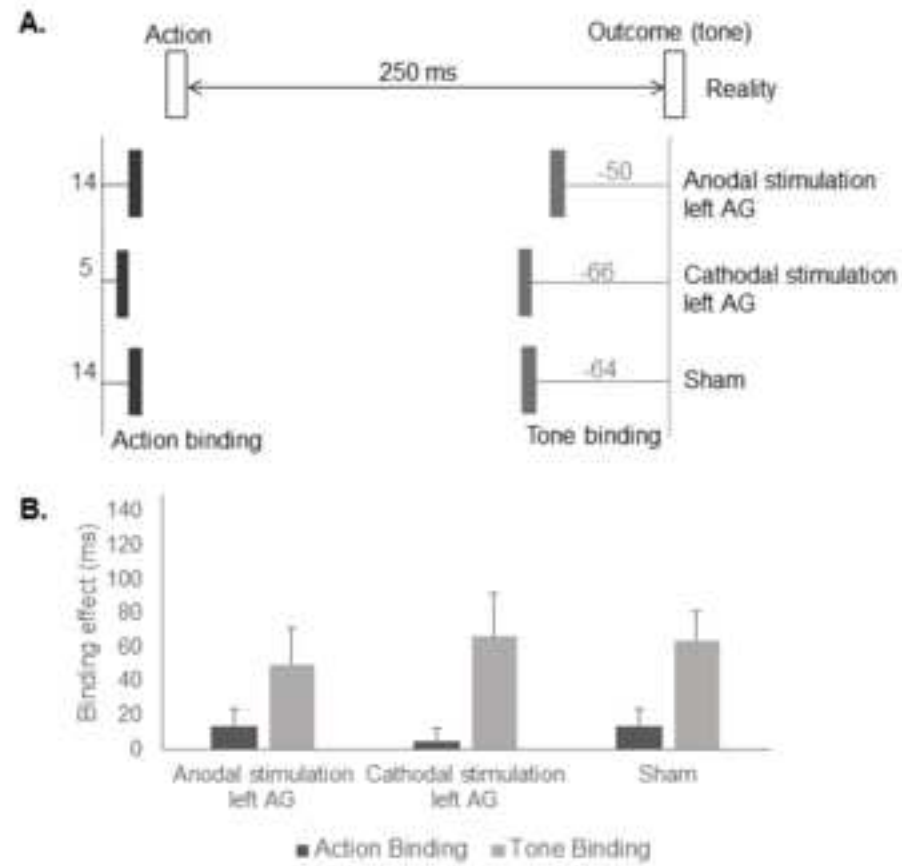 A.
Action
Outcome (tone)
250 ms
Reality
14
-50
Anodal stimulation
left AG
5
-66
Cathodal stimulation
left AG
14
-64
Sham
Action binding
Tone binding
B.
Binding effect (ms)
140
120
100
80
60
40
20
0
Anodal stimulation
left AG
Cathodal stimulation
left AG
Sham
Action Binding
Tone Binding